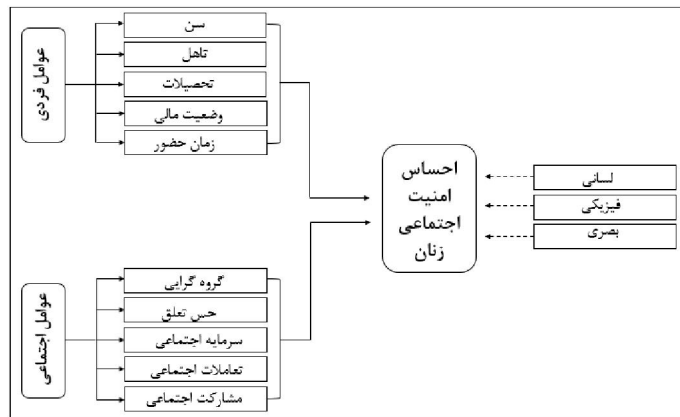 عوامل فردی
سن
تاهل
تحصیلات
وضعیت مالی
زمان حضور
احساس
امنیت
اجتماعی
زنان
لسانی
فیزیکی
بصری
عوامل اجتماعی
گروه گرایی
حس تعلق
سرمایه اجتماعی
تعاملات اجتماعی
مشارکت اجتماعی